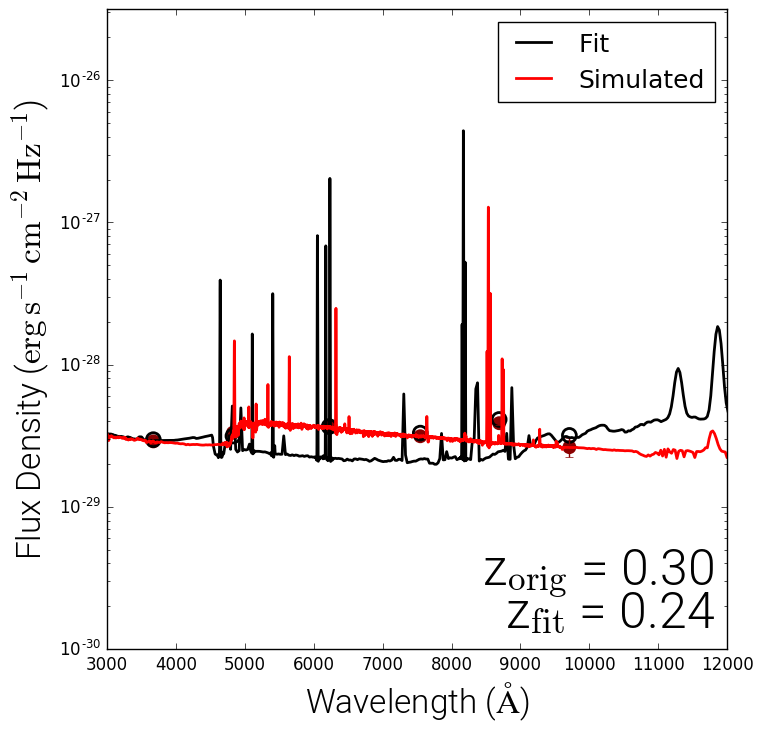 Fit
Simulated
10⁻²⁶
10⁻²⁷
10⁻²⁸
10⁻²⁹
10⁻³⁰
Flux Density (erg s⁻¹ cm⁻² Hz⁻¹)
z_orig = 0.30
z_fit = 0.24
3000 4000 5000 6000 7000 8000 9000 10000 11000 12000
Wavelength (Å)